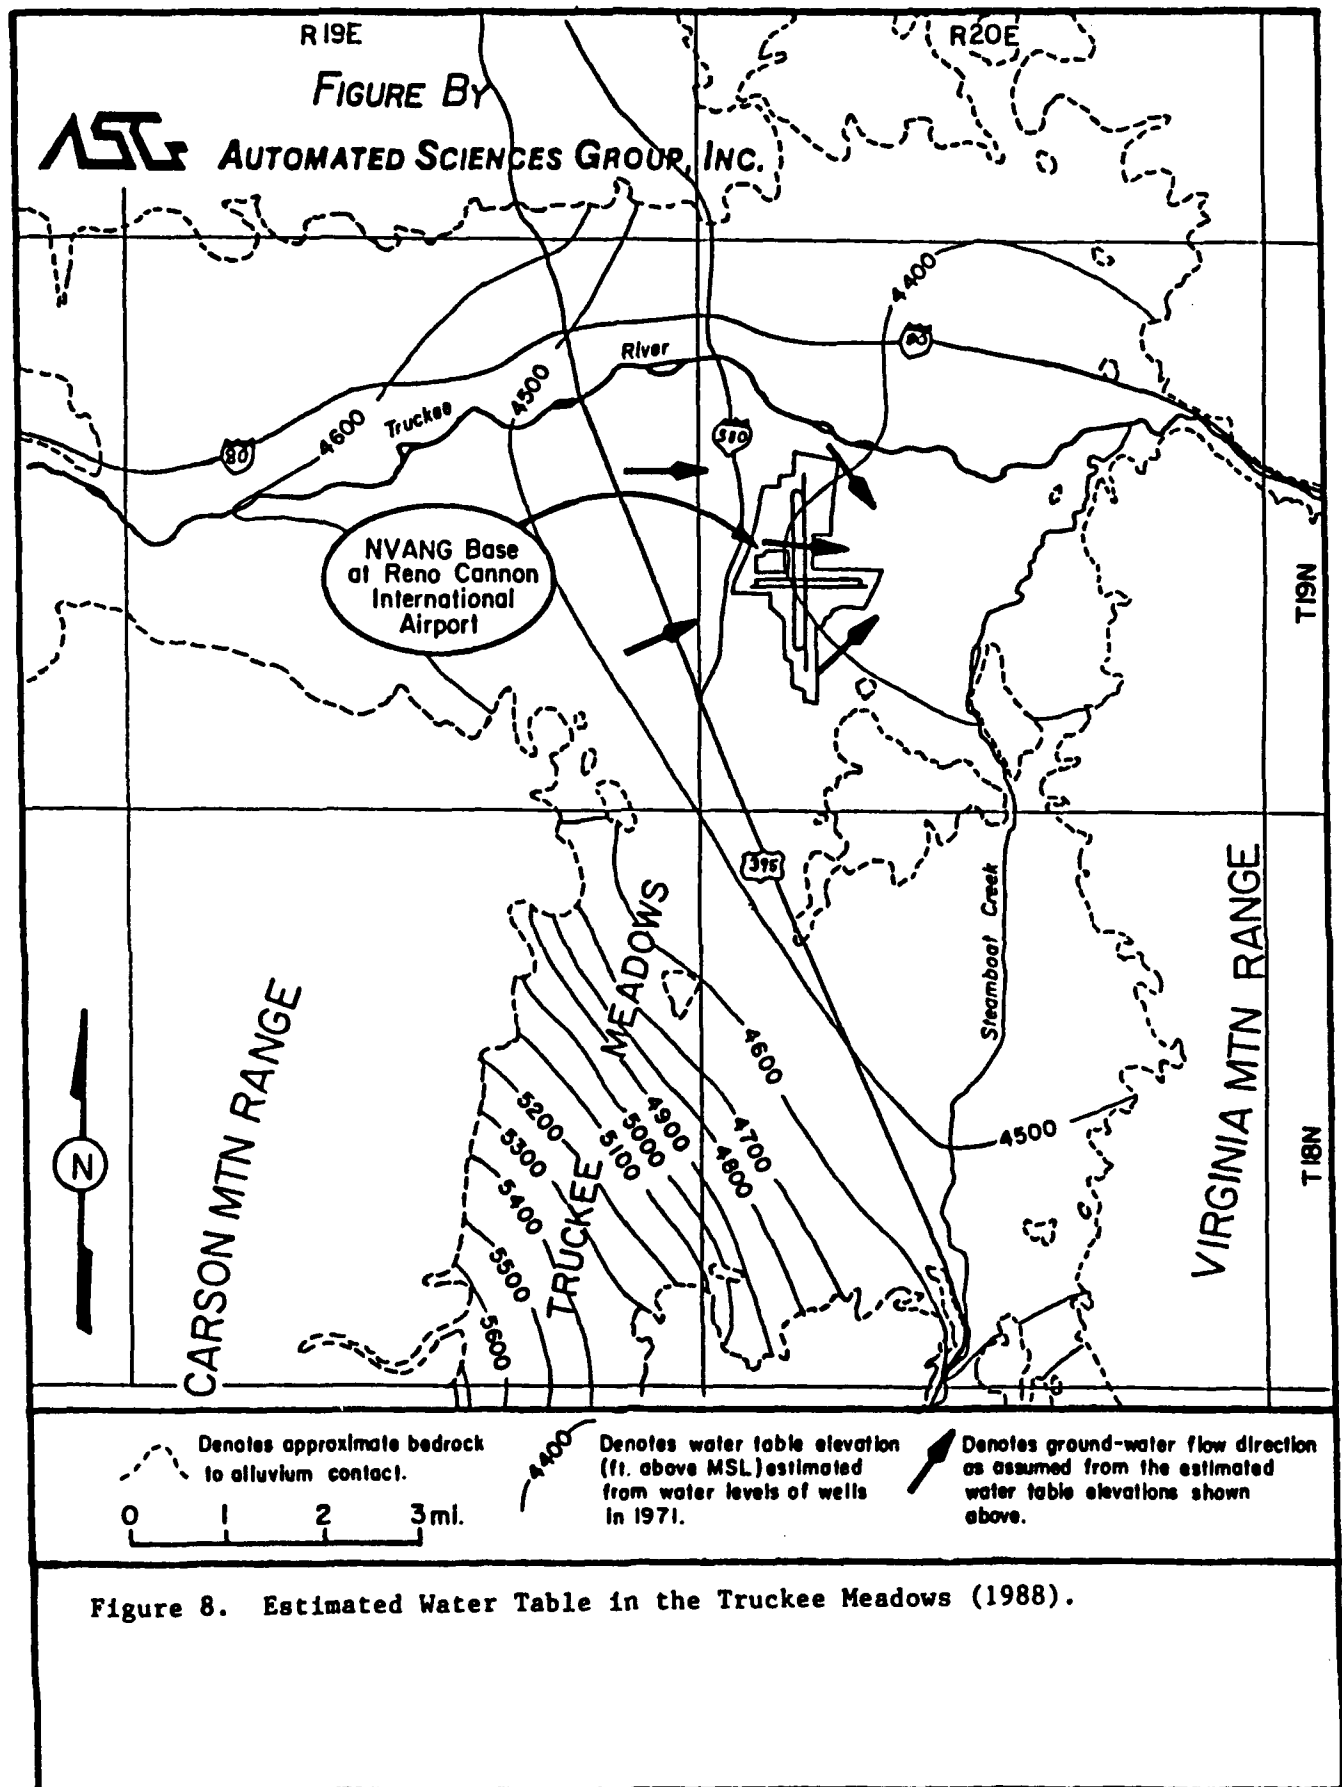 R19E
R20E
FIGURE BY
ASG
AUTOMATED SCIENCES GROUP, INC.
4400
80
River
4500
Truckee
4600
80
580
NVANG Base
at Reno Cannon
International
Airport
T19N
395
MEADOWS
Steamboat Creek
VIRGINIA MTN RANGE
CARSON MTN RANGE
4600
4500
4700
4800
4900
5000
5100
5200
5300
5400
5500
5600
TRUCKEE
T18N
N
Denotes approximate bedrock
to alluvium contact.
0 1 2 3 mi.
4400
Denotes water table elevation
(ft. above MSL) estimated
from water levels of wells
in 1971.
Denotes ground-water flow direction
as assumed from the estimated
water table elevations shown
above.
Figure 8. Estimated Water Table in the Truckee Meadows (1988).